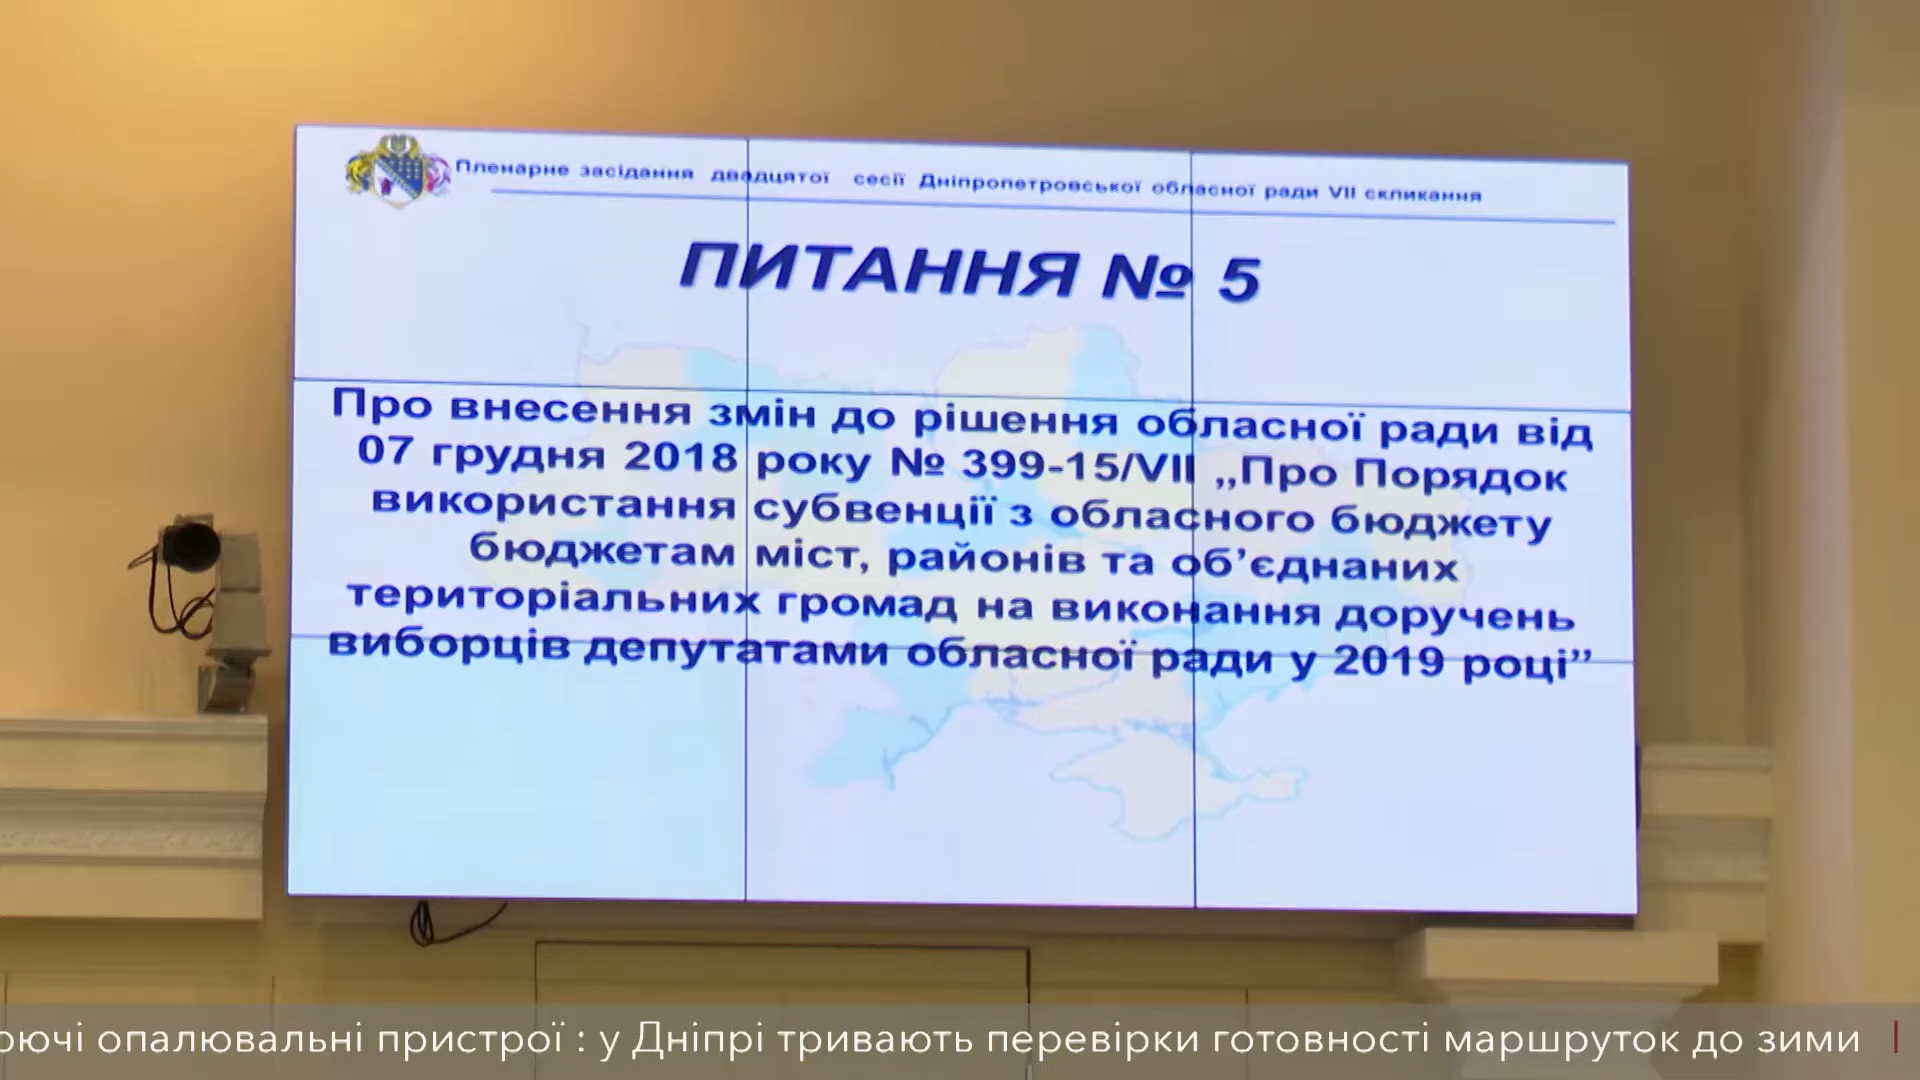 Пленарне засідання двадцятої сесії Дніпропетровської обласної ради VII скликання
ПИТАННЯ № 5
Про внесення змін до рішення обласної ради від
07 грудня 2018 року № 399-15/VII „Про Порядок
використання субвенції з обласного бюджету
бюджетам міст, районів та об’єднаних
територіальних громад на виконання доручень
виборців депутатами обласної ради у 2019 році”
опалювальні пристрої : у Дніпрі тривають перевірки готовності маршруток до зими |